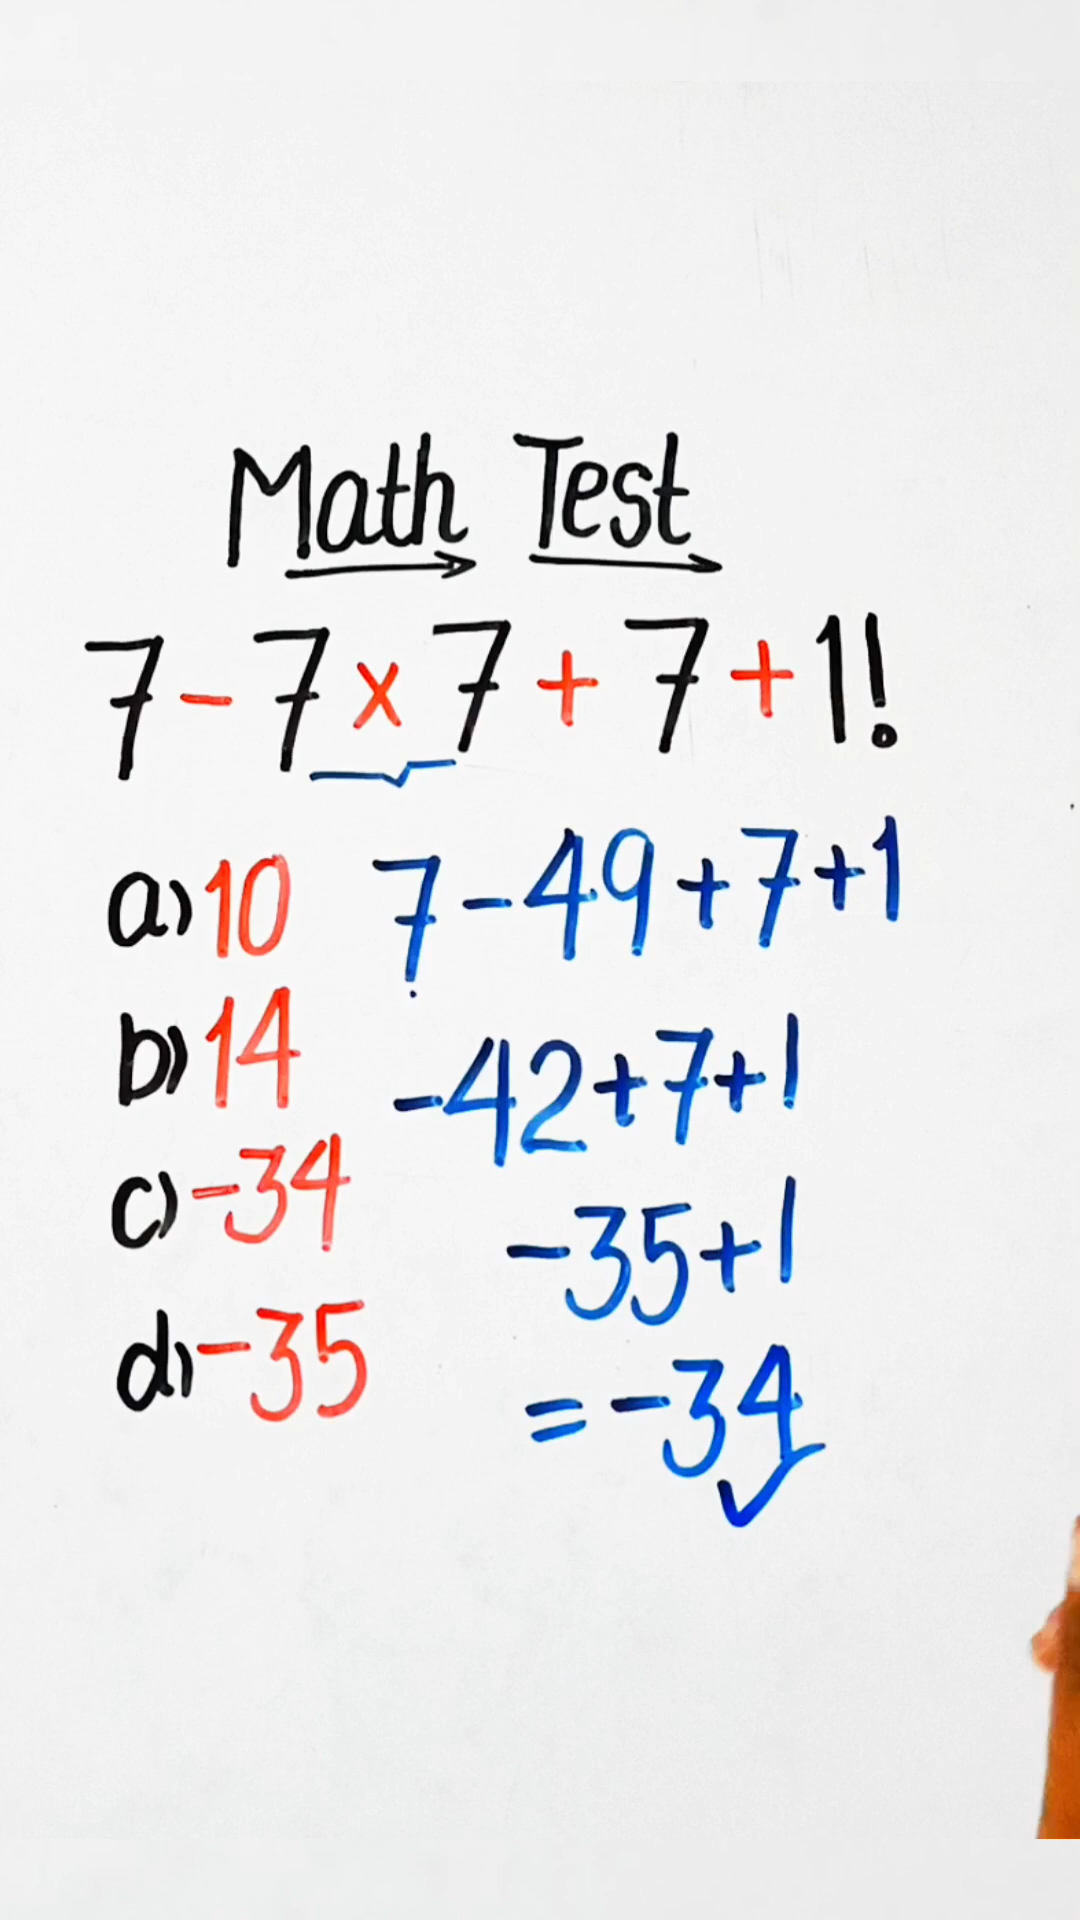 Math Test
7 - 7 x 7 + 7 + 1!
a) 10
b) 14
c) -34
d) -35
7 - 49 + 7 + 1
-42 + 7 + 1
-35 + 1
= -34 ✓